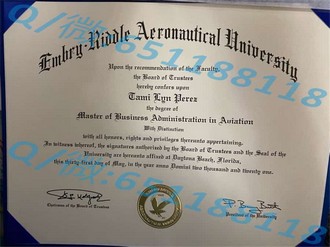 Embry-Riddle Aeronautical University
Upon the recommendation of the Faculty,
the Board of Trustees
hereby confers upon
Tami Lyn Perez
the degree of
Master of Business Administration in Aviation
With Distinction
with all honors, rights and privileges thereunto appertaining.
In witness whereof, the signatures authorized by the Board of Trustees and the Seal of the
University are hereunto affixed at Daytona Beach, Florida,
this thirty-first day of May, in the year anno Domini two thousand and twenty one.
Chairman of the Board of Trustees
President of the University
Q/微:651188118
Q/微:651188118